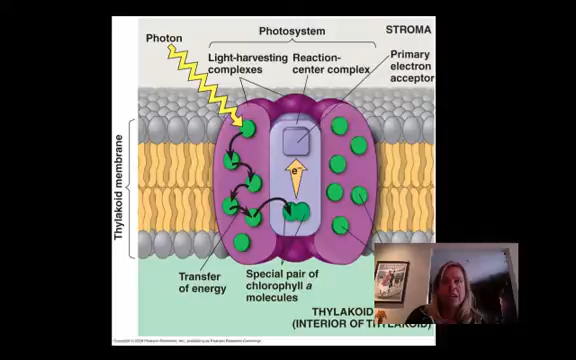 Photosystem
STROMA
Photon
Light-harvesting
complexes
Reaction-
center complex
Primary
electron
acceptor
Thylakoid membrane
e–
Transfer
of energy
Special pair of
chlorophyll a
molecules
THYLAKOID
(INTERIOR OF THYLAKOID)